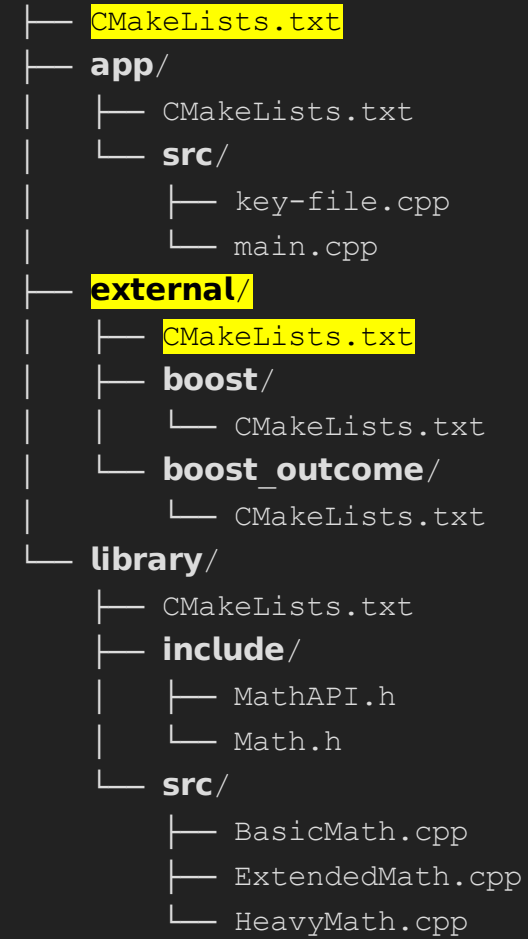 ├── CMakeLists.txt
├── app/
│   ├── CMakeLists.txt
│   └── src/
│       ├── key-file.cpp
│       └── main.cpp
├── external/
│   ├── CMakeLists.txt
│   ├── boost/
│   │   └── CMakeLists.txt
│   └── boost_outcome/
│       └── CMakeLists.txt
└── library/
    ├── CMakeLists.txt
    ├── include/
    │   ├── MathAPI.h
    │   └── Math.h
    └── src/
        ├── BasicMath.cpp
        ├── ExtendedMath.cpp
        └── HeavyMath.cpp